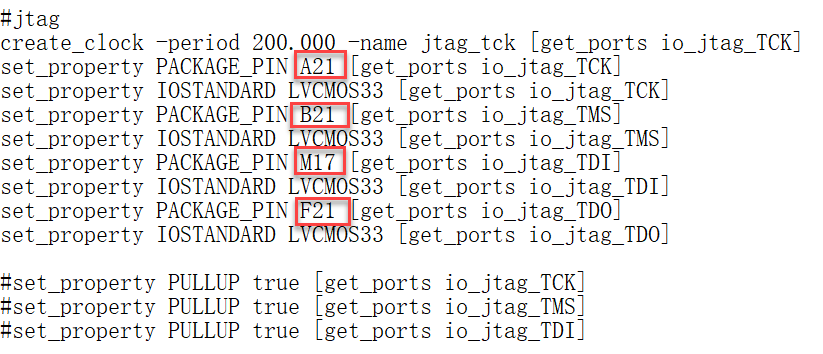 #jtag
create_clock -period 200.000 -name jtag_tck [get_ports io_jtag_TCK]
set_property PACKAGE_PIN A21 [get_ports io_jtag_TCK]
set_property IOSTANDARD LVCMOS33 [get_ports io_jtag_TCK]
set_property PACKAGE_PIN B21 [get_ports io_jtag_TMS]
set_property IOSTANDARD LVCMOS33 [get_ports io_jtag_TMS]
set_property PACKAGE_PIN M17 [get_ports io_jtag_TDI]
set_property IOSTANDARD LVCMOS33 [get_ports io_jtag_TDI]
set_property PACKAGE_PIN F21 [get_ports io_jtag_TDO]
set_property IOSTANDARD LVCMOS33 [get_ports io_jtag_TDO]
#set_property PULLUP true [get_ports io_jtag_TCK]
#set_property PULLUP true [get_ports io_jtag_TMS]
#set_property PULLUP true [get_ports io_jtag_TDI]